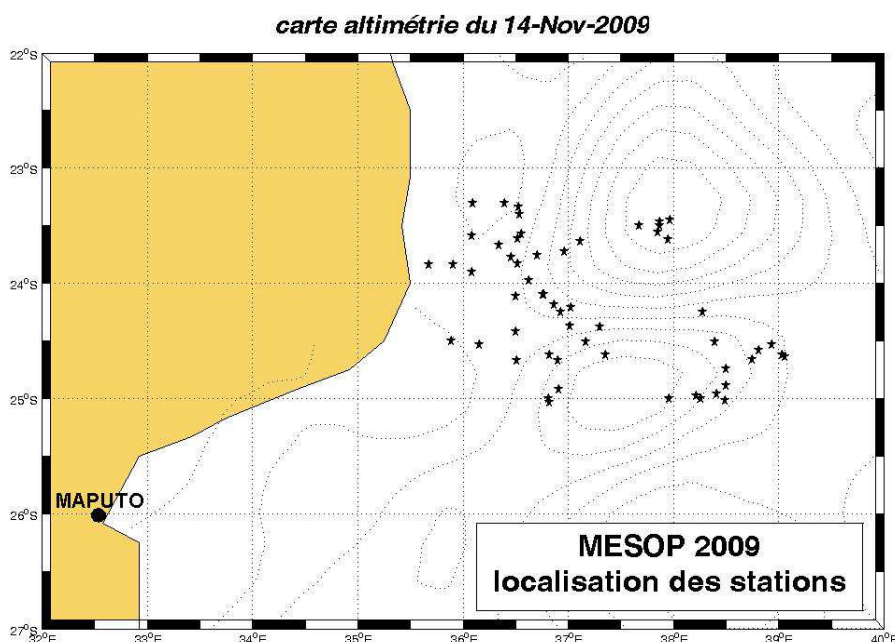 carte altimétrie du 14-Nov-2009
22°S
23°S
24°S
25°S
26°S
27°S
MAPUTO
MESOP 2009
localisation des stations
32°E 33°E 34°E 35°E 36°E 37°E 38°E 39°E 40°E